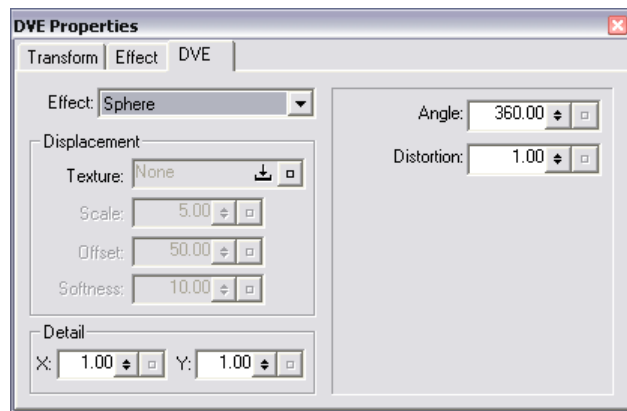 DVE Properties
Transform Effect DVE
Effect: Sphere
Displacement
Texture: None
Scale: 5.00
Offset: 50.00
Softness: 10.00
Detail
X: 1.00 Y: 1.00
Angle: 360.00
Distortion: 1.00